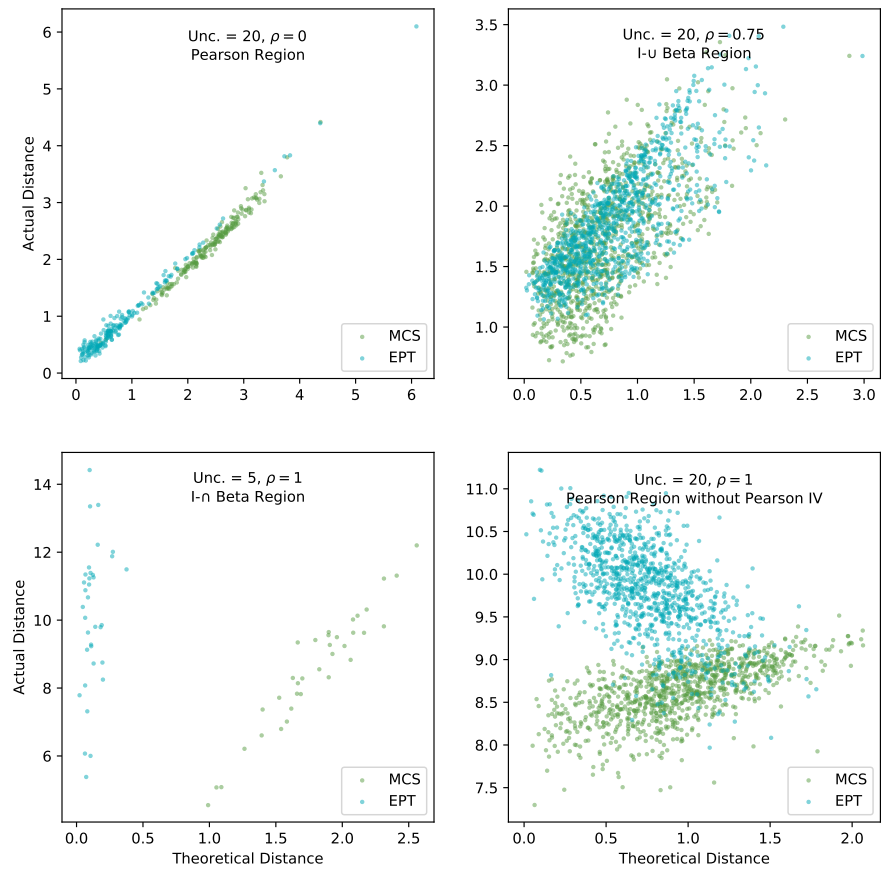 Unc. = 20, ρ = 0
Pearson Region
Actual Distance
6
5
4
3
2
1
0
0 1 2 3 4 5 6
MCS
EPT
Unc. = 20, ρ = 0.75
I-∪ Beta Region
3.5
3.0
2.5
2.0
1.5
1.0
0.0 0.5 1.0 1.5 2.0 2.5 3.0
MCS
EPT
Unc. = 5, ρ = 1
I-∩ Beta Region
Actual Distance
14
12
10
8
6
0.0 0.5 1.0 1.5 2.0 2.5
Theoretical Distance
MCS
EPT
Unc. = 20, ρ = 1
Pearson Region without Pearson IV
11.0
10.5
10.0
9.5
9.0
8.5
8.0
7.5
0.0 0.5 1.0 1.5 2.0
Theoretical Distance
MCS
EPT